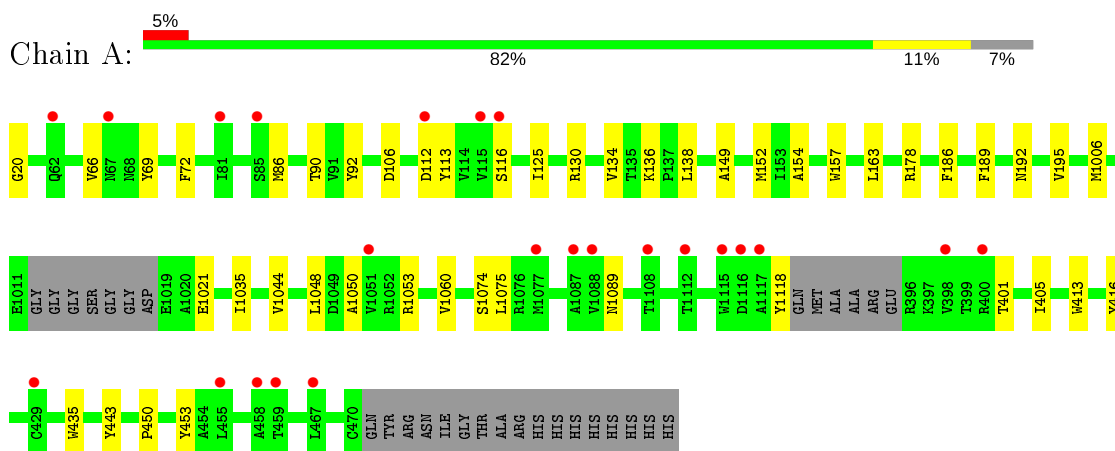 5%
Chain A:
82% 11% 7%
G20 Q62 V66 N67 N68 Y69 F72 I81 S85 M86 T90 V91 Y92 D106 D112 Y113 V114 V115 S116 I125 R130 V134 T135 K136 P137 L138 A149 M152 I153 A154 W157 L163 R178 F186 F189 N192 V195 M1006
E1011 GLY GLY GLY SER GLY GLY ASP E1019 A1020 E1021 I1035 V1044 L1048 D1049 A1050 V1051 R1052 R1053 V1060 S1074 L1075 R1076 M1077 A1087 V1088 N1089 T1108 T1112 W1115 D1116 A1117 Y1118 GLN MET ALA ALA ARG GLU R396 K397 V398 T399 R400 T401 I405 W413 Y416
C429 W435 Y443 P450 Y453 A454 L455 A458 T459 L467 C470 GLN TYR ARG ASN ILE GLY THR ALA ARG HIS HIS HIS HIS HIS HIS HIS HIS HIS